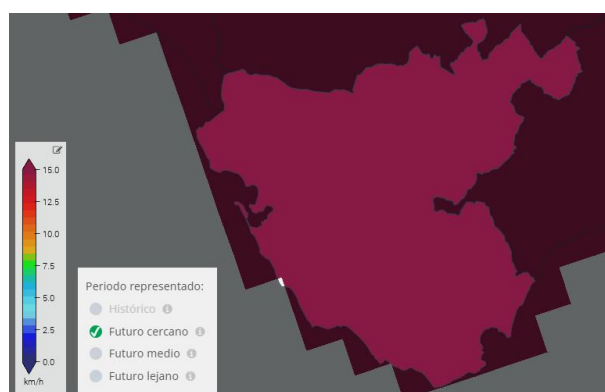 15.0
12.5
10.0
7.5
5.0
2.5
0.0
km/h
Periodo representado:
Histórico
Futuro cercano
Futuro medio
Futuro lejano